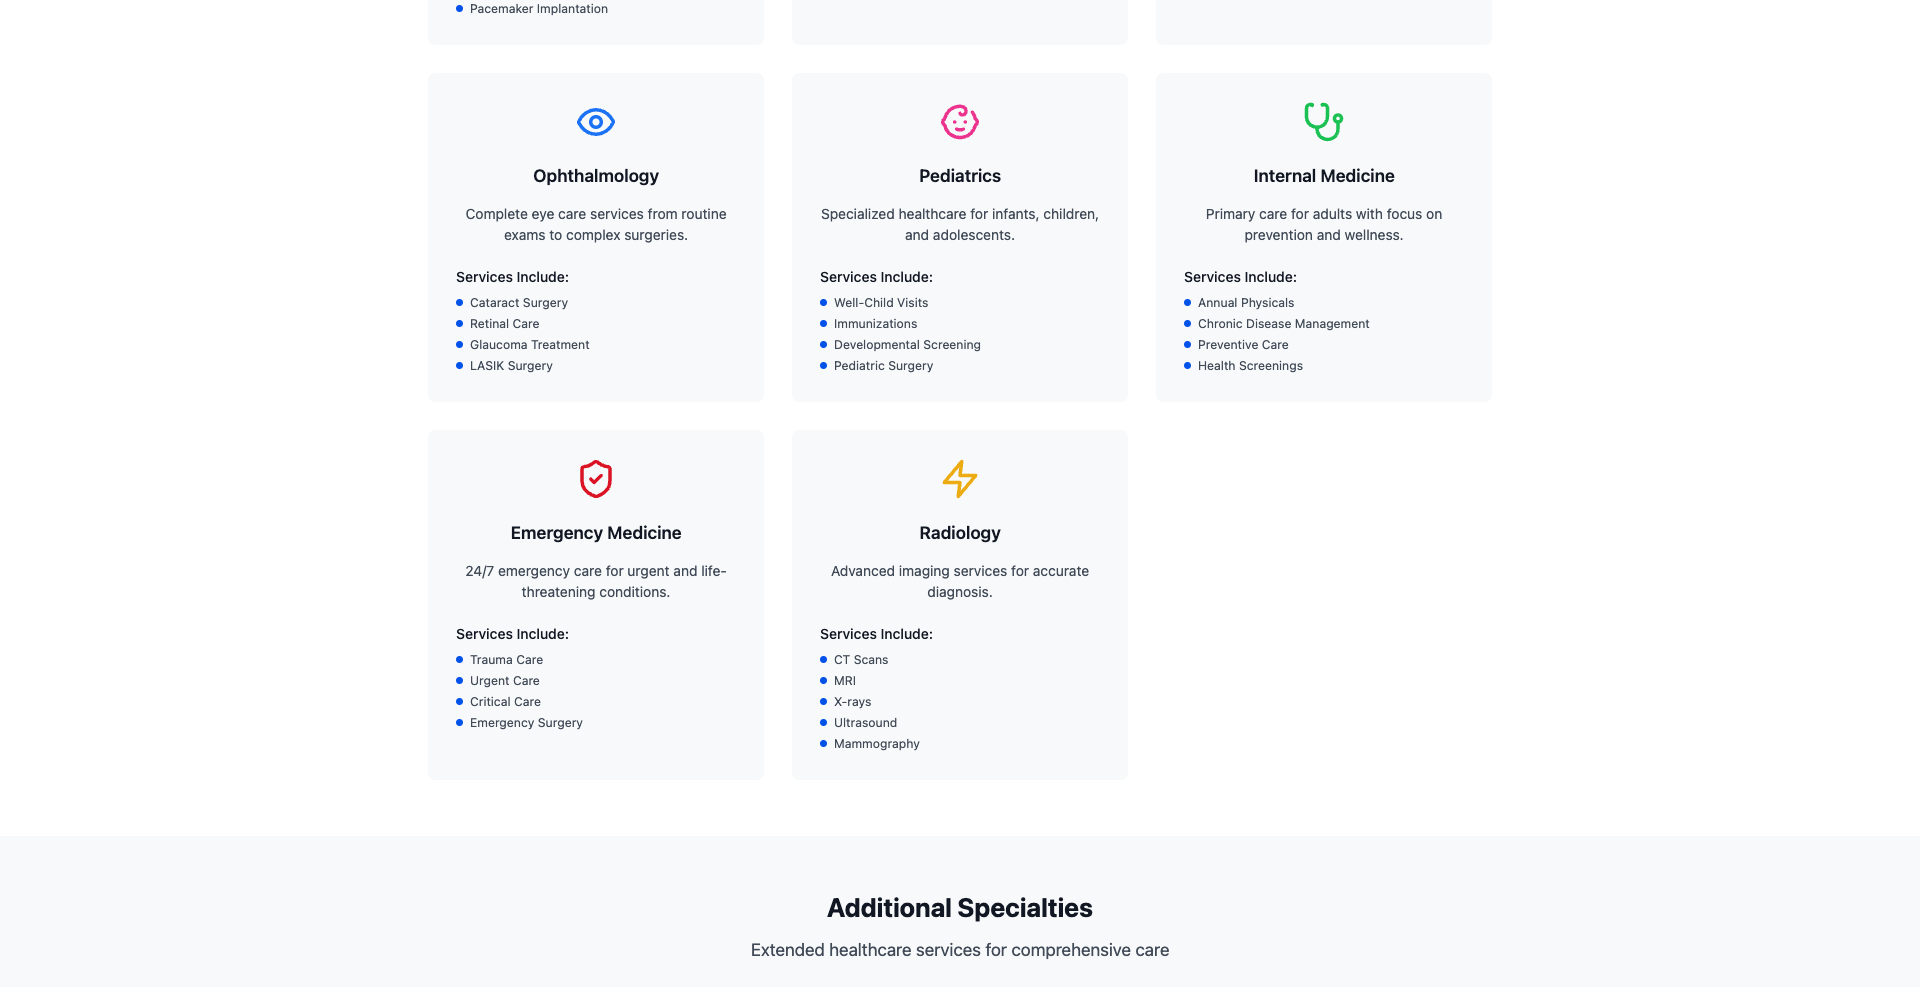 Pacemaker Implantation
Ophthalmology
Complete eye care services from routine
exams to complex surgeries.
Services Include:
Cataract Surgery
Retinal Care
Glaucoma Treatment
LASIK Surgery
Pediatrics
Specialized healthcare for infants, children,
and adolescents.
Services Include:
Well-Child Visits
Immunizations
Developmental Screening
Pediatric Surgery
Internal Medicine
Primary care for adults with focus on
prevention and wellness.
Services Include:
Annual Physicals
Chronic Disease Management
Preventive Care
Health Screenings
Emergency Medicine
24/7 emergency care for urgent and life-
threatening conditions.
Services Include:
Trauma Care
Urgent Care
Critical Care
Emergency Surgery
Radiology
Advanced imaging services for accurate
diagnosis.
Services Include:
CT Scans
MRI
X-rays
Ultrasound
Mammography
Additional Specialties
Extended healthcare services for comprehensive care